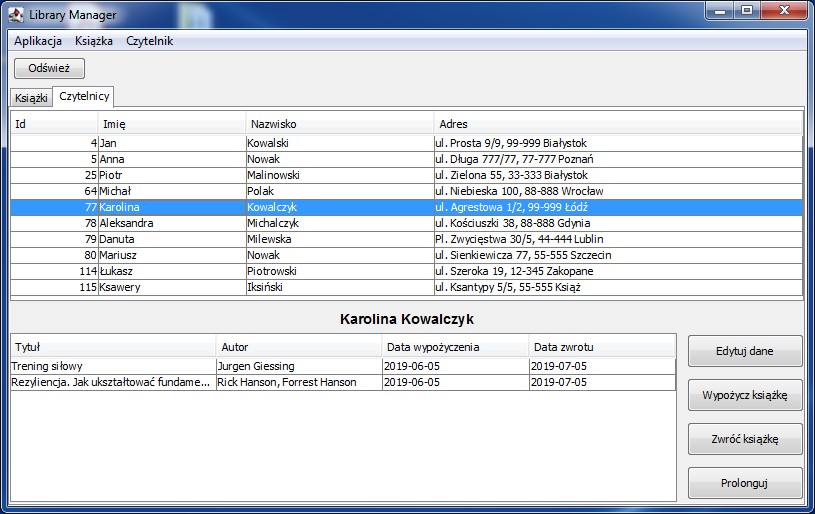 Library Manager
Aplikacja Książka Czytelnik
Odśwież
Książki Czytelnicy
Id Imię Nazwisko Adres
4 Jan Kowalski ul. Prosta 9/9, 99-999 Białystok
5 Anna Nowak ul. Długa 777/77, 77-777 Poznań
25 Piotr Malinowski ul. Zielona 55, 33-333 Białystok
64 Michał Polak ul. Niebieska 100, 88-888 Wrocław
77 Karolina Kowalczyk ul. Agrestowa 1/2, 99-999 Łódź
78 Aleksandra Michalczyk ul. Kościuszki 38, 88-888 Gdynia
79 Danuta Milewska Pl. Zwycięstwa 30/5, 44-444 Lublin
80 Mariusz Nowak ul. Sienkiewicza 77, 55-555 Szczecin
114 Łukasz Piotrowski ul. Szeroka 19, 12-345 Zakopane
115 Ksawery Iksiński ul. Ksantypy 5/5, 55-555 Książ
Karolina Kowalczyk
Tytuł Autor Data wypożyczenia Data zwrotu
Trening siłowy Jurgen Giessing 2019-06-05 2019-07-05
Rezyliencja. Jak ukształtować fundame... Rick Hanson, Forrest Hanson 2019-06-05 2019-07-05
Edytuj dane
Wypożycz książkę
Zwróć książkę
Prolonguj